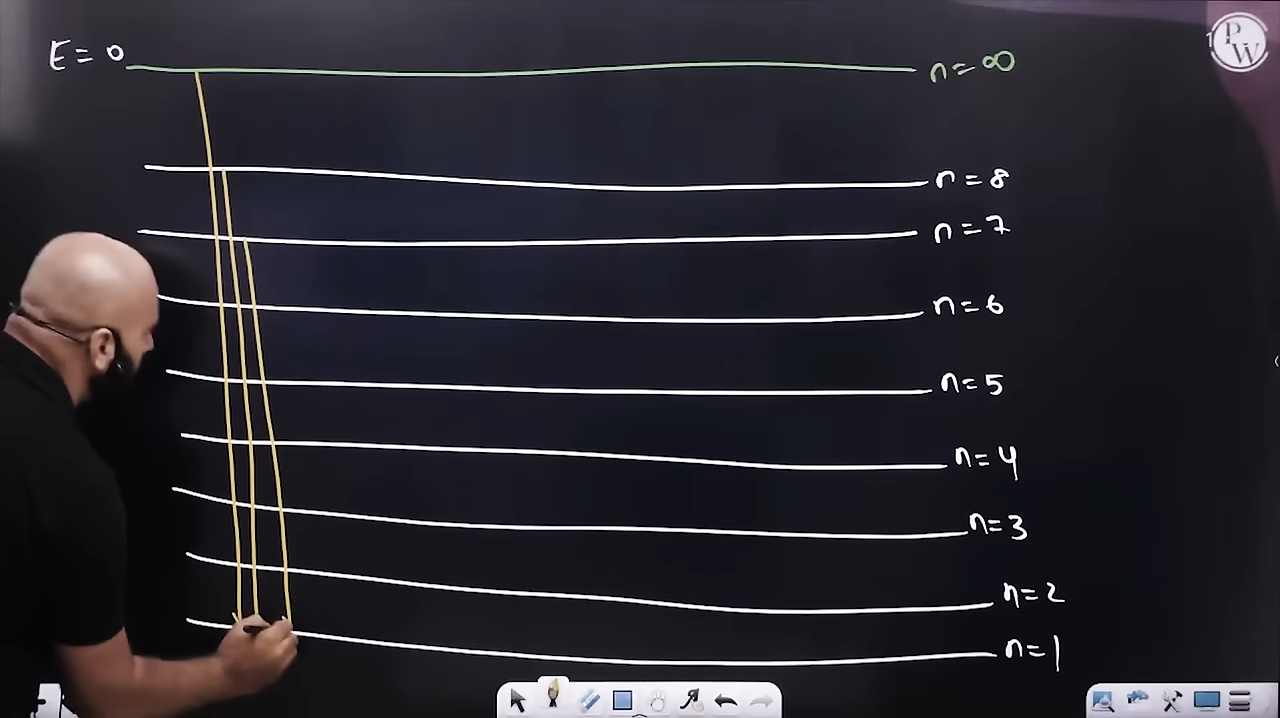 E = 0
n = ∞
n = 8
n = 7
n = 6
n = 5
n = 4
n = 3
n = 2
n = 1
PW